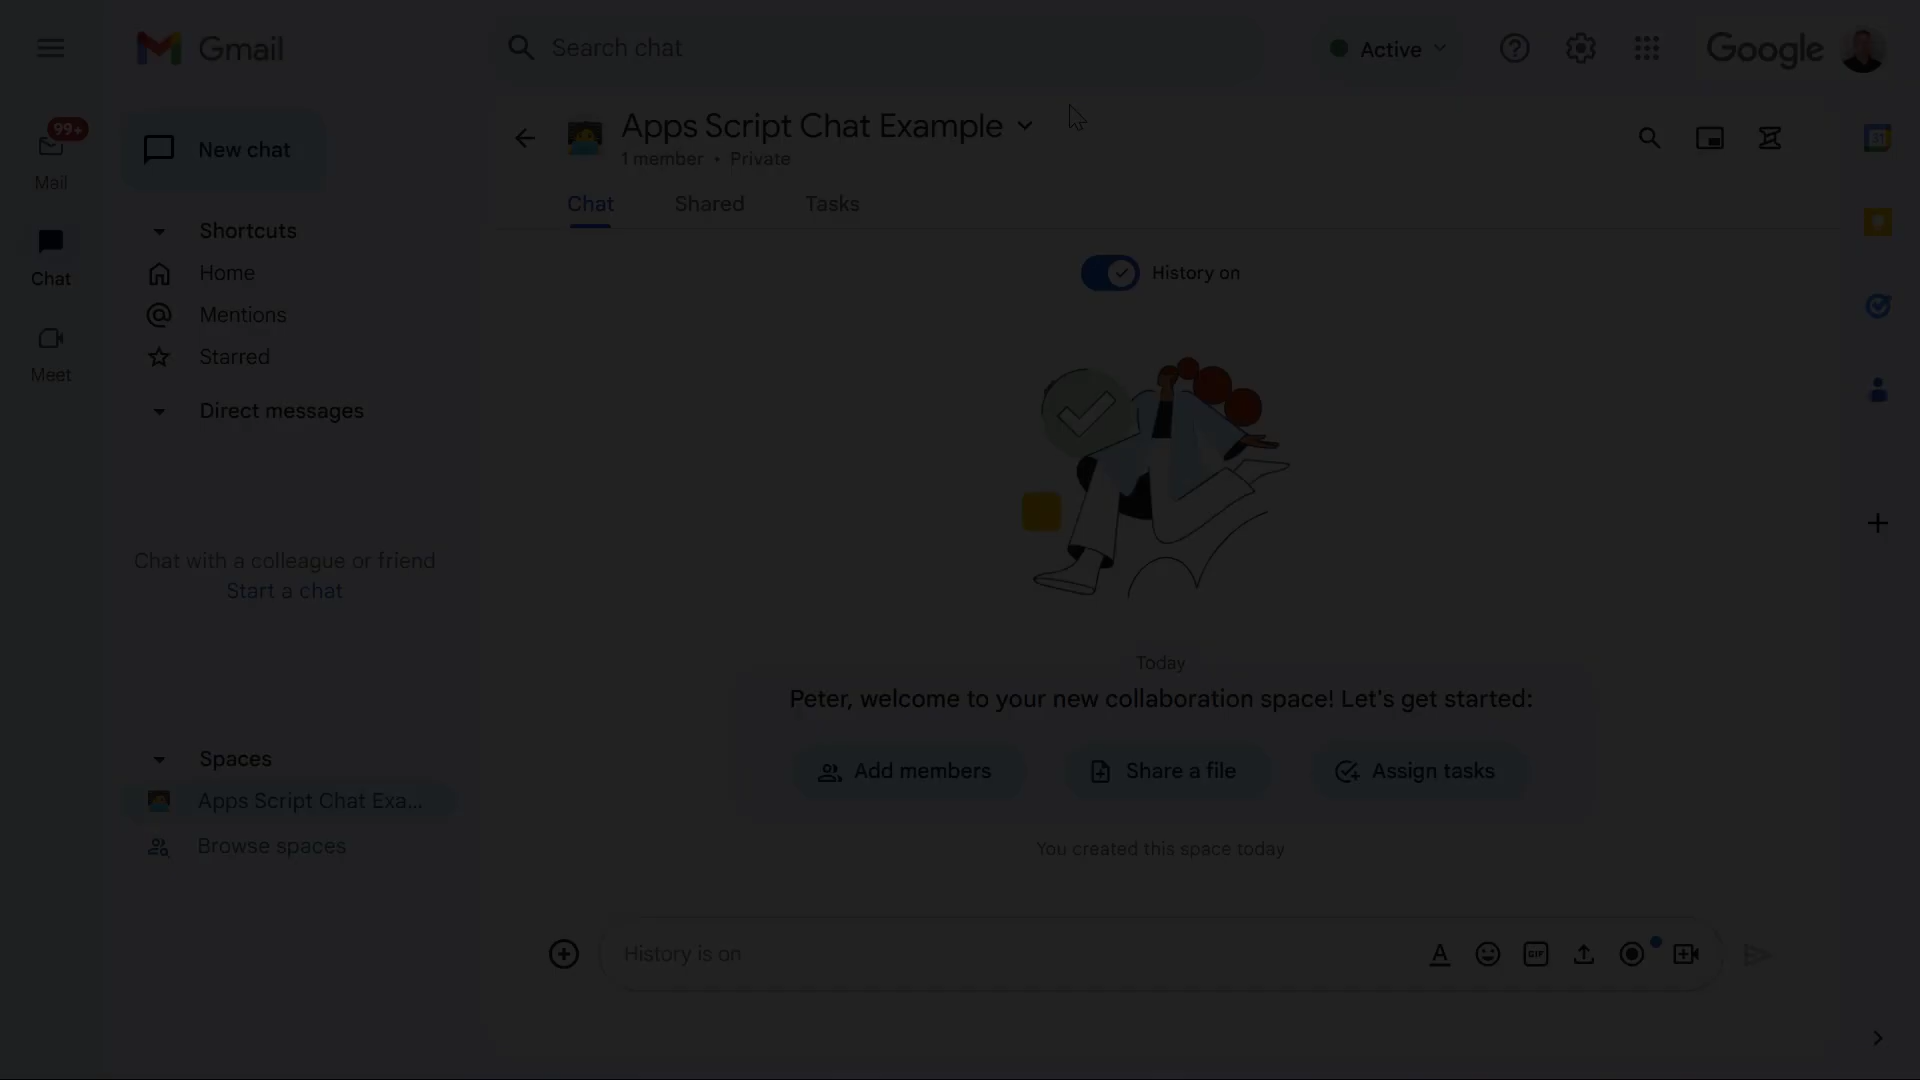 Gmail
Search chat
Active
Google
99+
Mail
Chat
Meet
New chat
Shortcuts
Home
Mentions
Starred
Direct messages
Chat with a colleague or friend
Start a chat
Spaces
Apps Script Chat Exa...
Browse spaces
Apps Script Chat Example
1 member • Private
Chat
Shared
Tasks
History on
Today
Peter, welcome to your new collaboration space! Let's get started:
Add members
Share a file
Assign tasks
You created this space today
History is on
A
GIF
31